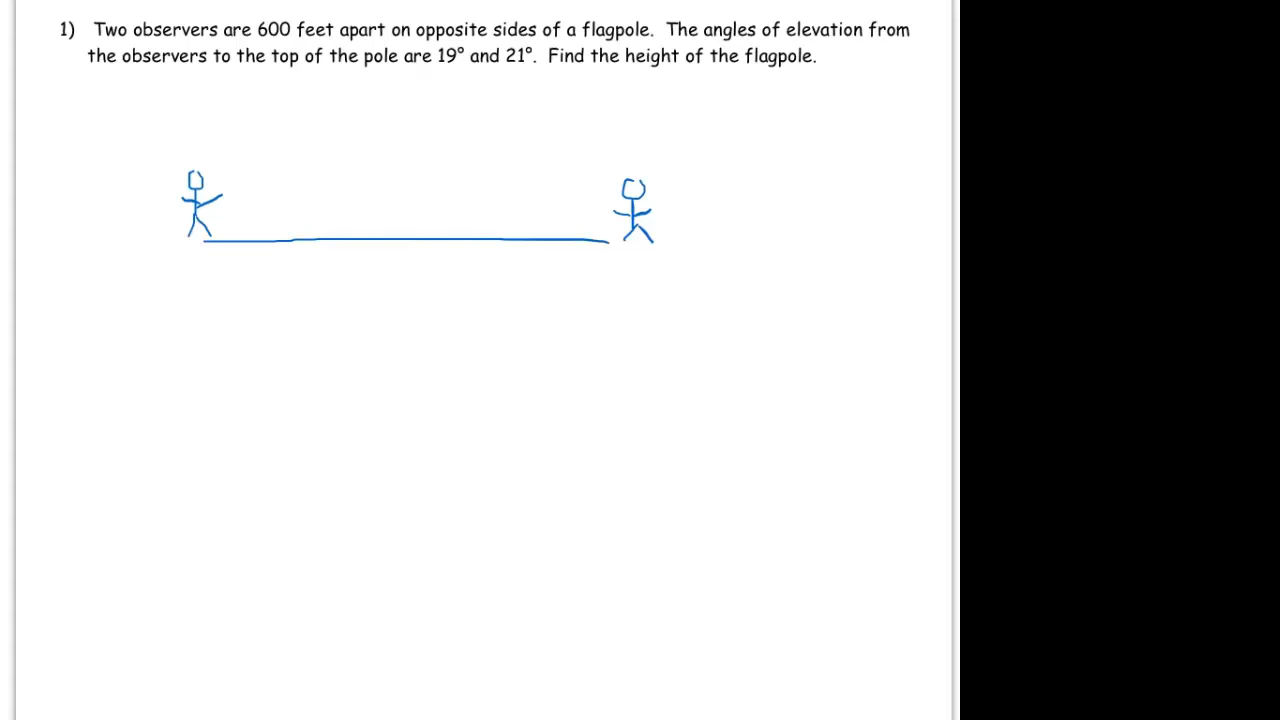 1) Two observers are 600 feet apart on opposite sides of a flagpole. The angles of elevation from
the observers to the top of the pole are 19° and 21°. Find the height of the flagpole.